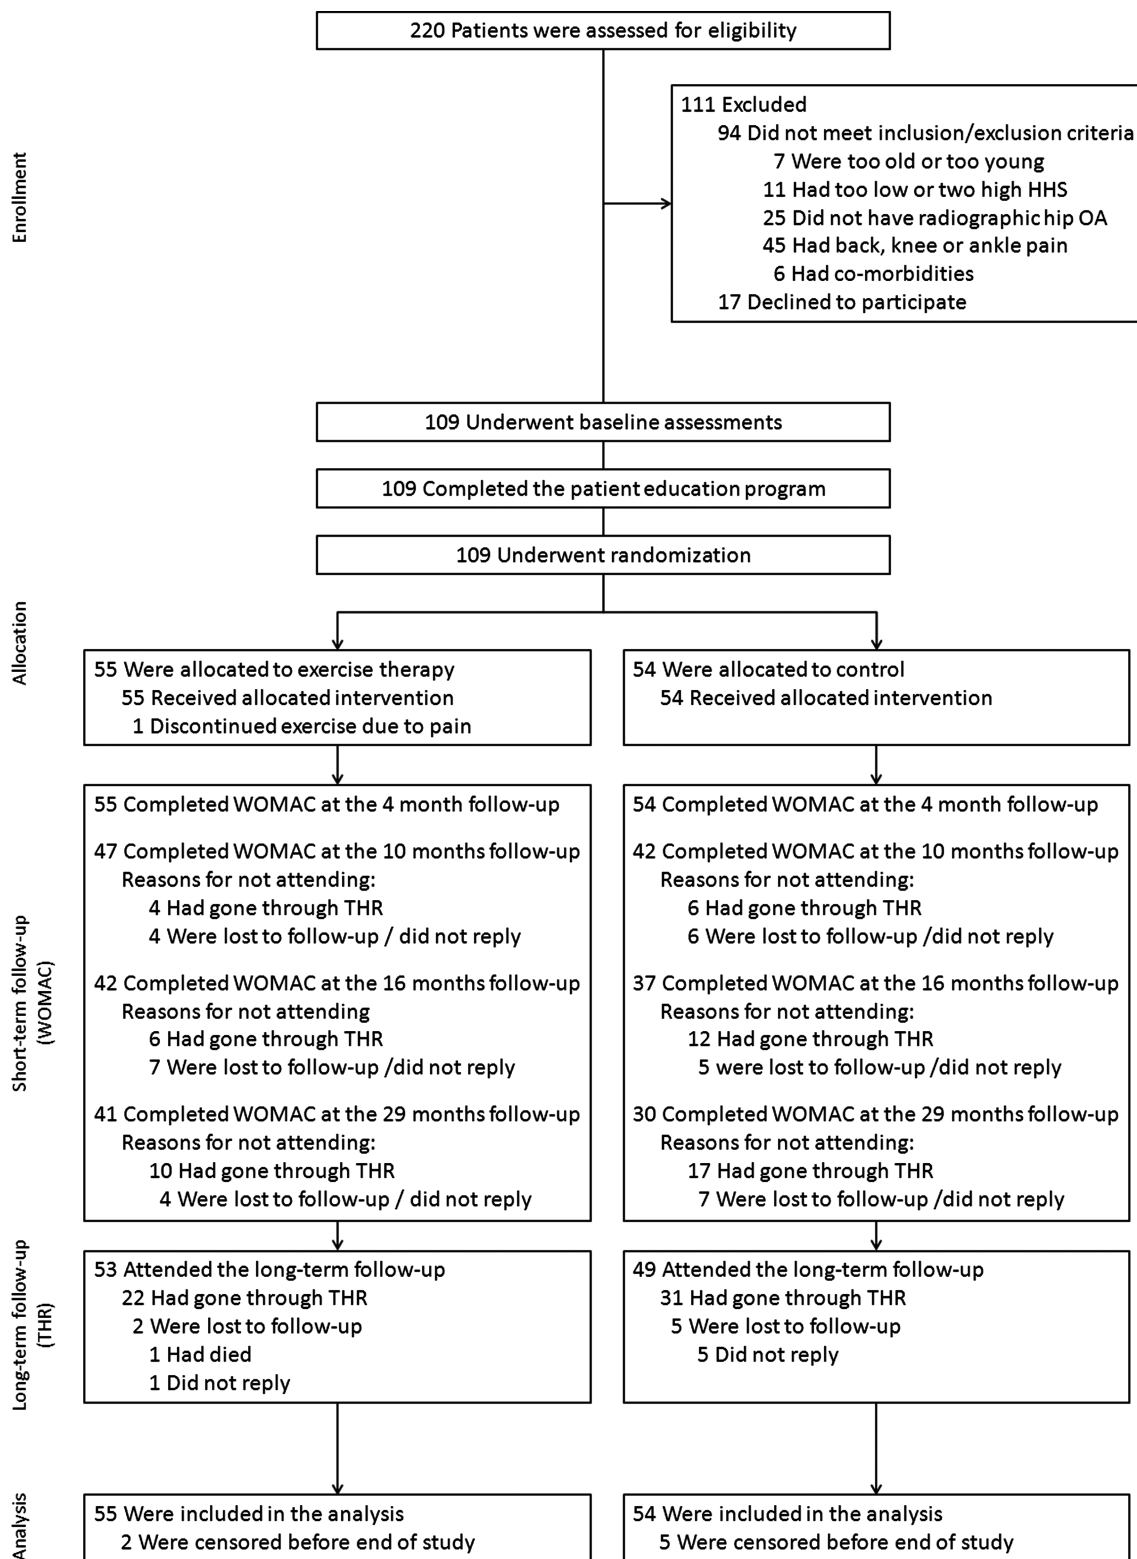 220 Patients were assessed for eligibility
Enrollment
111 Excluded
94 Did not meet inclusion/exclusion criteria
7 Were too old or too young
11 Had too low or two high HHS
25 Did not have radiographic hip OA
45 Had back, knee or ankle pain
6 Had co-morbidities
17 Declined to participate
109 Underwent baseline assessments
109 Completed the patient education program
109 Underwent randomization
Allocation
55 Were allocated to exercise therapy
55 Received allocated intervention
1 Discontinued exercise due to pain
54 Were allocated to control
54 Received allocated intervention
Short-term follow-up
(WOMAC)
55 Completed WOMAC at the 4 month follow-up
47 Completed WOMAC at the 10 months follow-up
Reasons for not attending:
4 Had gone through THR
4 Were lost to follow-up / did not reply
42 Completed WOMAC at the 16 months follow-up
Reasons for not attending
6 Had gone through THR
7 Were lost to follow-up /did not reply
41 Completed WOMAC at the 29 months follow-up
Reasons for not attending:
10 Had gone through THR
4 Were lost to follow-up / did not reply
54 Completed WOMAC at the 4 month follow-up
42 Completed WOMAC at the 10 months follow-up
Reasons for not attending:
6 Had gone through THR
6 Were lost to follow-up /did not reply
37 Completed WOMAC at the 16 months follow-up
Reasons for not attending:
12 Had gone through THR
5 were lost to follow-up /did not reply
30 Completed WOMAC at the 29 months follow-up
Reasons for not attending:
17 Had gone through THR
7 Were lost to follow-up /did not reply
Long-term follow-up
(THR)
53 Attended the long-term follow-up
22 Had gone through THR
2 Were lost to follow-up
1 Had died
1 Did not reply
49 Attended the long-term follow-up
31 Had gone through THR
5 Were lost to follow-up
5 Did not reply
Analysis
55 Were included in the analysis
2 Were censored before end of study
54 Were included in the analysis
5 Were censored before end of study